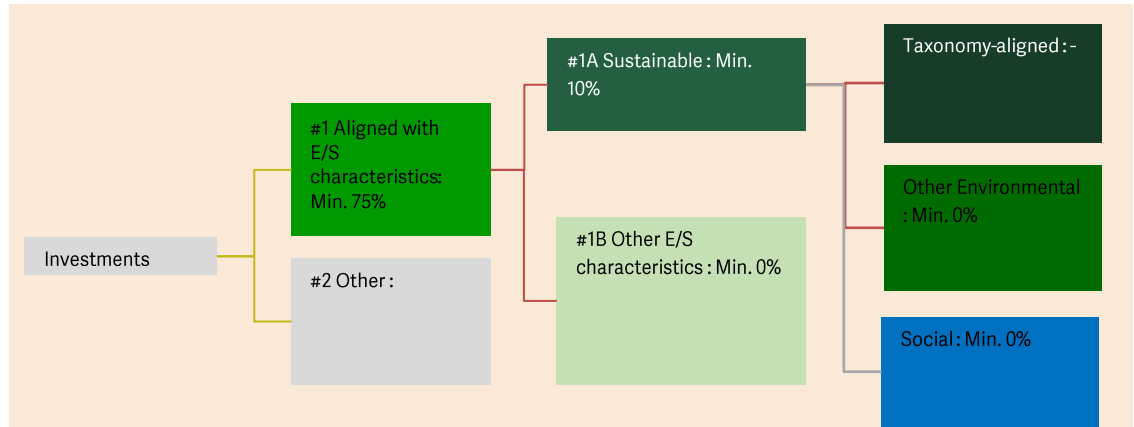 Investments
#1 Aligned with
E/S
characteristics:
Min. 75%
#2 Other :
#1A Sustainable : Min.
10%
#1B Other E/S
characteristics : Min. 0%
Taxonomy-aligned : -
Other Environmental
: Min. 0%
Social : Min. 0%